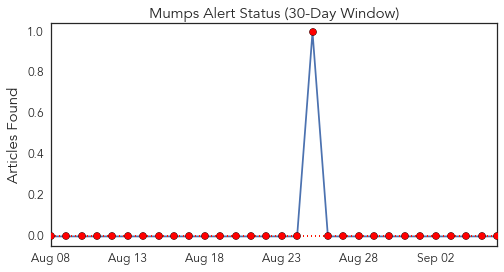 Mumps Alert Status (30-Day Window)
Articles Found
1.0
0.8
0.6
0.4
0.2
0.0
Aug 08 Aug 13 Aug 18 Aug 23 Aug 28 Sep 02